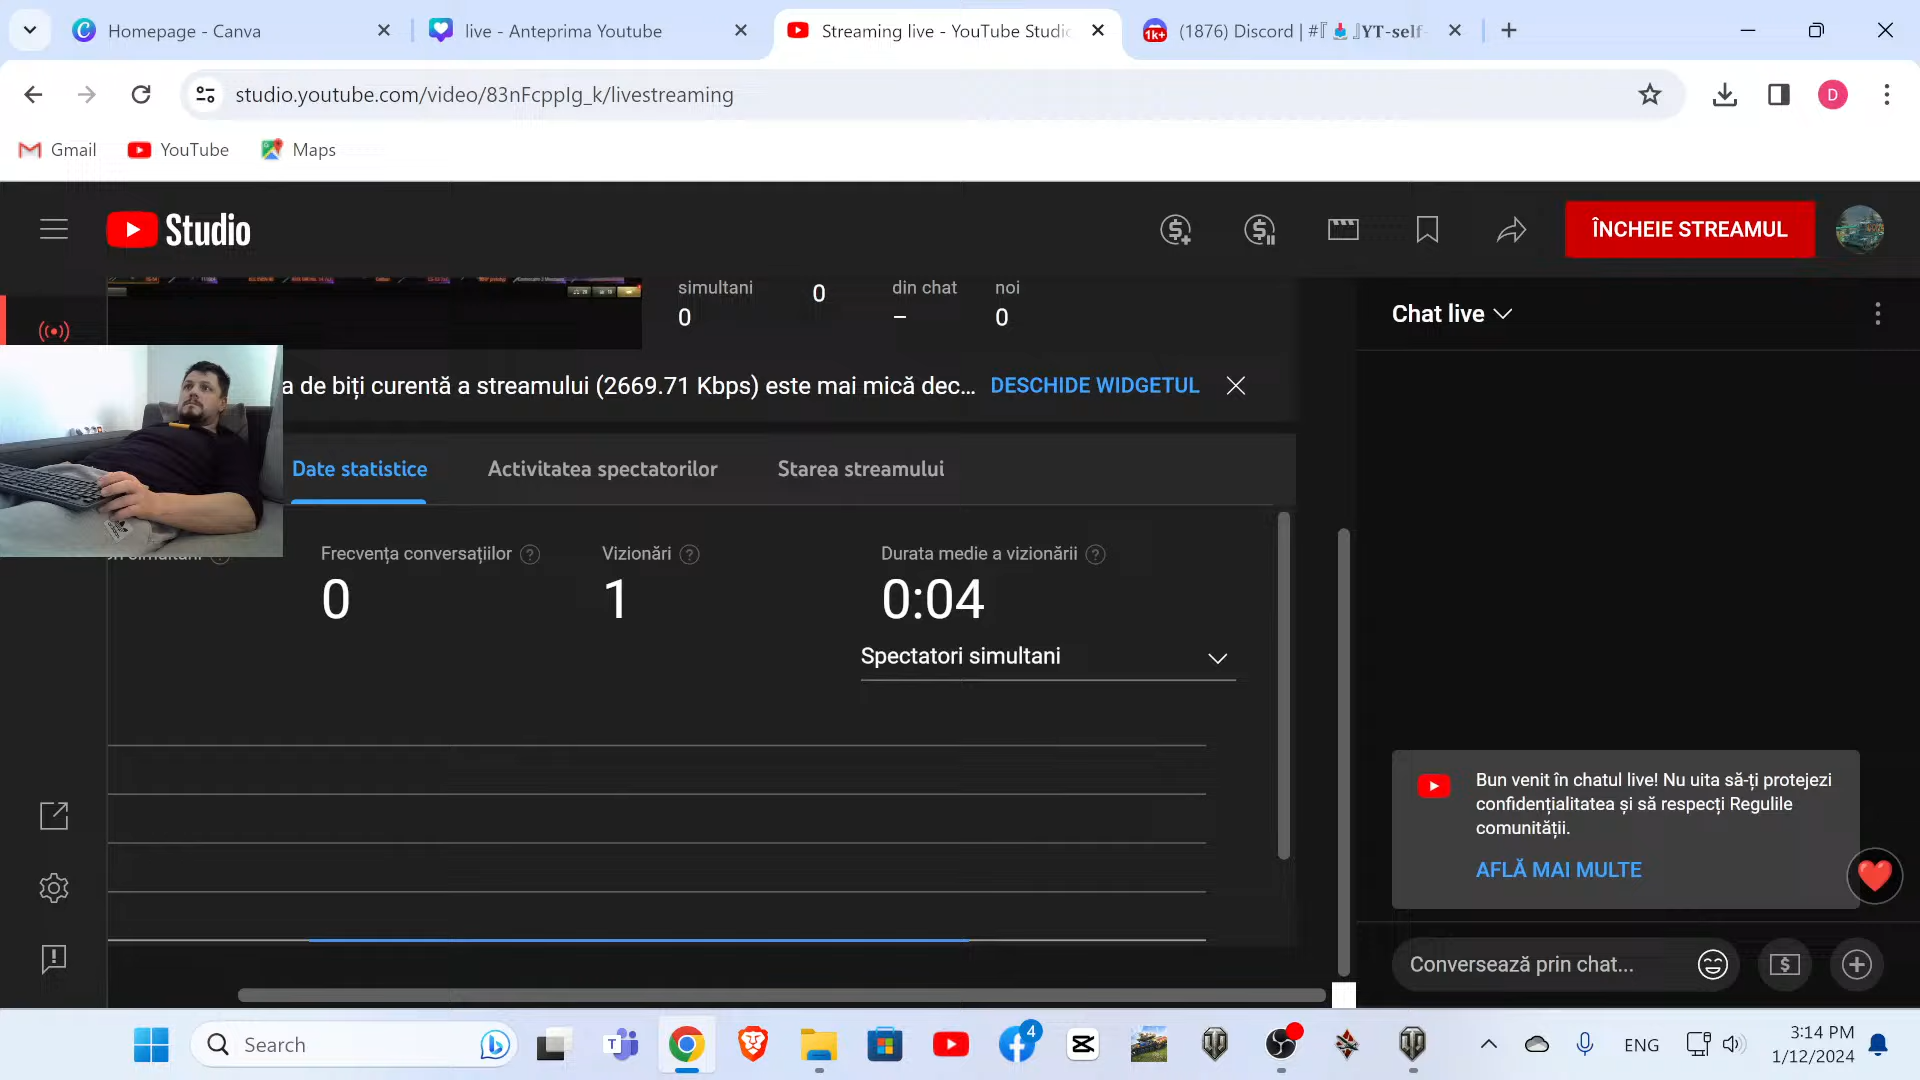 Homepage - Canva
live - Anteprima Youtube
Streaming live - YouTube Studio
(1876) Discord | #『📥』𝐘𝐓-𝐬𝐞𝐥𝐟-
studio.youtube.com/video/83nFcppIg_k/livestreaming
D
Gmail
YouTube
Maps
Studio
ÎNCHEIE STREAMUL
simultani
0
0
din chat
–
noi
0
Chat live
a de biți curentă a streamului (2669.71 Kbps) este mai mică dec...
DESCHIDE WIDGETUL
Date statistice
Activitatea spectatorilor
Starea streamului
Frecvența conversațiilor
0
Vizionări
1
Durata medie a vizionării
0:04
Spectatori simultani
Bun venit în chatul live! Nu uita să-ți protejezi
confidențialitatea și să respecți Regulile
comunității.
AFLĂ MAI MULTE
Conversează prin chat...
Search
4
ENG
3:14 PM
1/12/2024